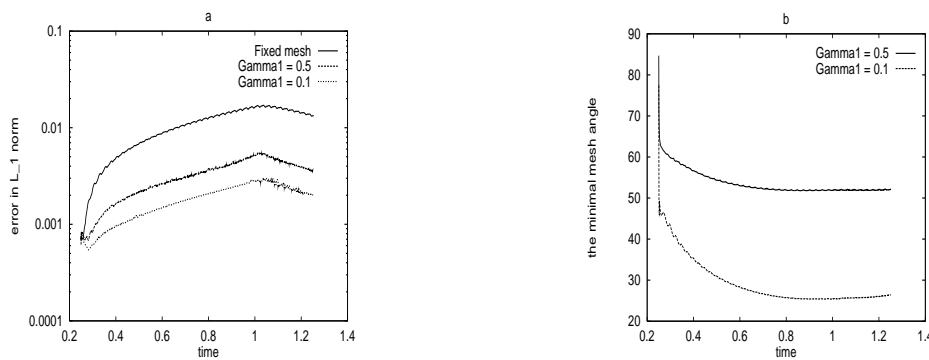 a
error in L_1 norm
0.1
0.01
0.001
0.0001
Fixed mesh
Gamma1 = 0.5
Gamma1 = 0.1
0.2 0.4 0.6 0.8 1 1.2 1.4
time
b
the minimal mesh angle
90
80
70
60
50
40
30
20
Gamma1 = 0.5
Gamma1 = 0.1
0.2 0.4 0.6 0.8 1 1.2 1.4
time